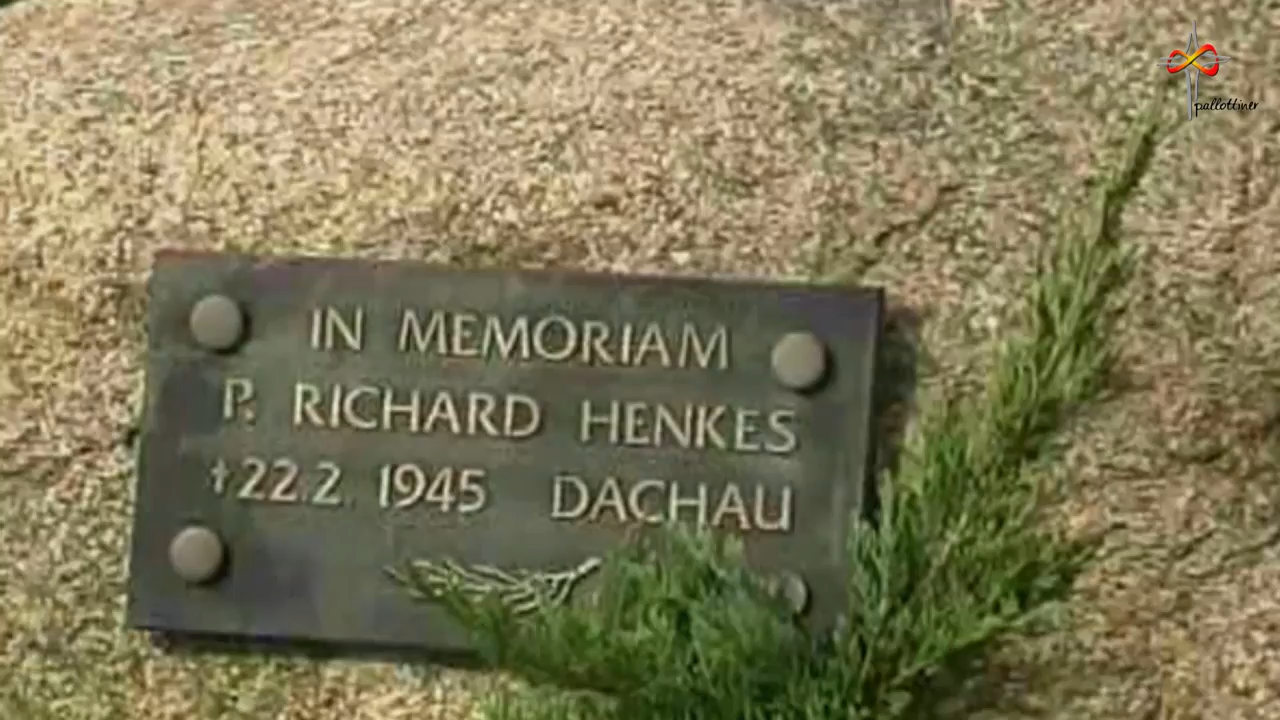 pallottiner
IN MEMORIAM
P. RICHARD HENKES
†22.2. 1945 DACHAU